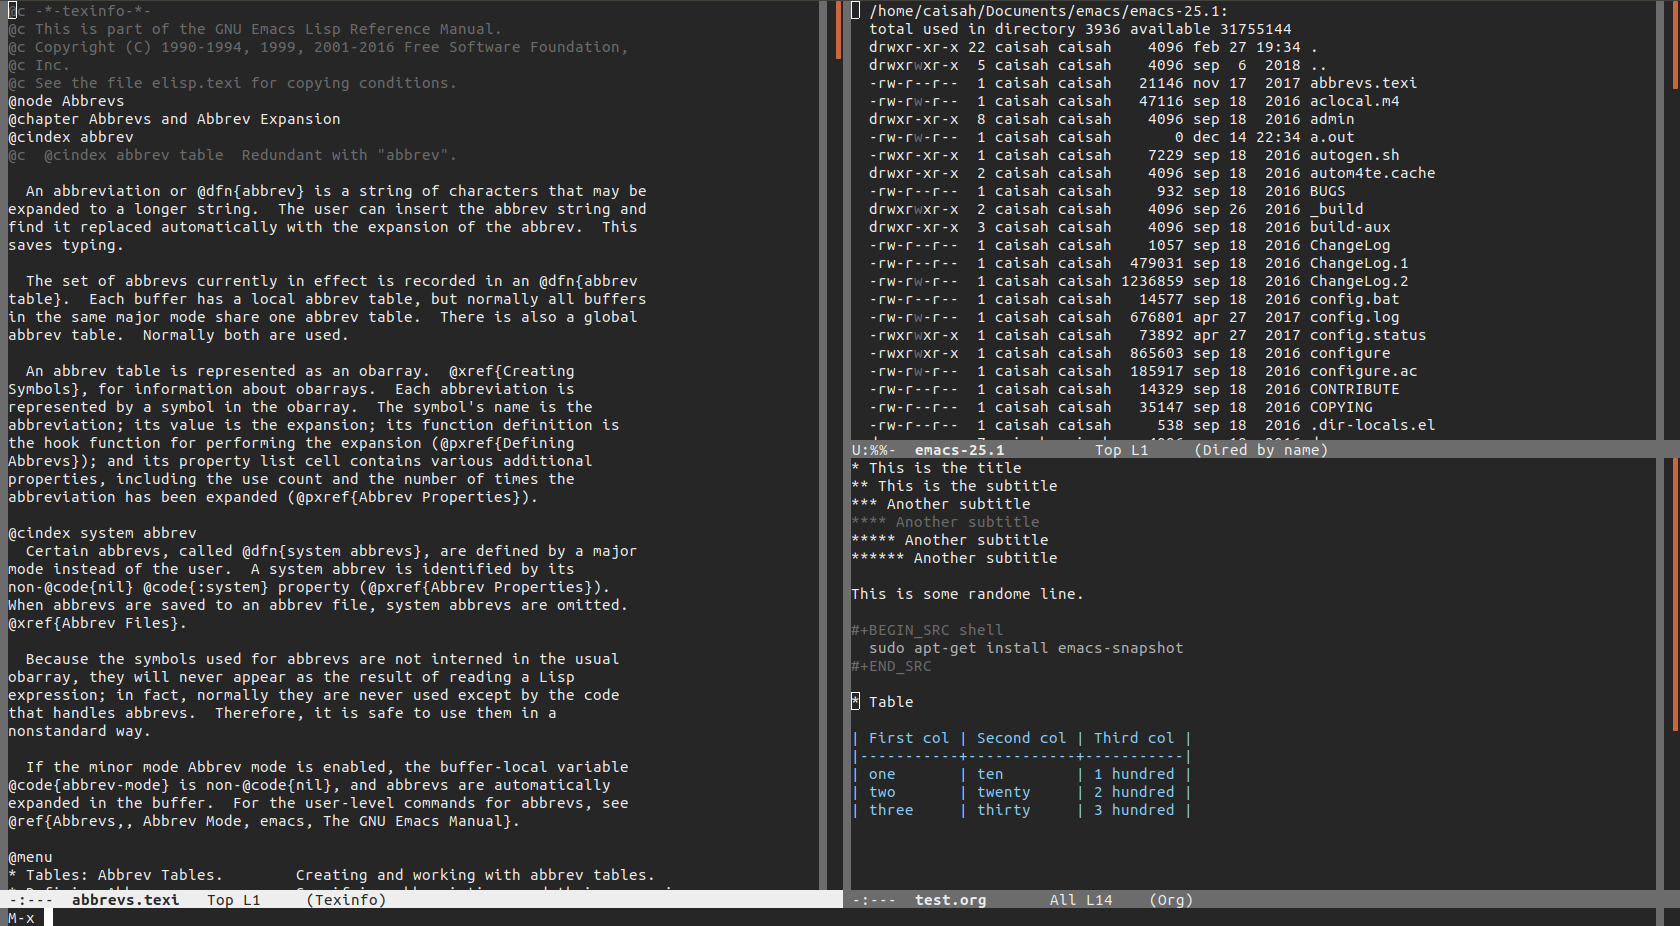 @c -*-texinfo-*-
@c This is part of the GNU Emacs Lisp Reference Manual.
@c Copyright (C) 1990-1994, 1999, 2001-2016 Free Software Foundation,
@c Inc.
@c See the file elisp.texi for copying conditions.
@node Abbrevs
@chapter Abbrevs and Abbrev Expansion
@cindex abbrev
@c  @cindex abbrev table  Redundant with "abbrev".

  An abbreviation or @dfn{abbrev} is a string of characters that may be
expanded to a longer string.  The user can insert the abbrev string and
find it replaced automatically with the expansion of the abbrev.  This
saves typing.

  The set of abbrevs currently in effect is recorded in an @dfn{abbrev
table}.  Each buffer has a local abbrev table, but normally all buffers
in the same major mode share one abbrev table.  There is also a global
abbrev table.  Normally both are used.

  An abbrev table is represented as an obarray.  @xref{Creating
Symbols}, for information about obarrays.  Each abbreviation is
represented by a symbol in the obarray.  The symbol's name is the
abbreviation; its value is the expansion; its function definition is
the hook function for performing the expansion (@pxref{Defining
Abbrevs}); and its property list cell contains various additional
properties, including the use count and the number of times the
abbreviation has been expanded (@pxref{Abbrev Properties}).

@cindex system abbrev
  Certain abbrevs, called @dfn{system abbrevs}, are defined by a major
mode instead of the user.  A system abbrev is identified by its
non-@code{nil} @code{:system} property (@pxref{Abbrev Properties}).
When abbrevs are saved to an abbrev file, system abbrevs are omitted.
@xref{Abbrev Files}.

  Because the symbols used for abbrevs are not interned in the usual
obarray, they will never appear as the result of reading a Lisp
expression; in fact, normally they are never used except by the code
that handles abbrevs.  Therefore, it is safe to use them in a
nonstandard way.

  If the minor mode Abbrev mode is enabled, the buffer-local variable
@code{abbrev-mode} is non-@code{nil}, and abbrevs are automatically
expanded in the buffer.  For the user-level commands for abbrevs, see
@ref{Abbrevs,, Abbrev Mode, emacs, The GNU Emacs Manual}.

@menu
* Tables: Abbrev Tables.        Creating and working with abbrev tables.
-:---  abbrevs.texi   Top L1     (Texinfo)
M-x
/home/caisah/Documents/emacs/emacs-25.1:
total used in directory 3936 available 31755144
drwxr-xr-x 22 caisah caisah    4096 feb 27 19:34 .
drwxrwxr-x  5 caisah caisah    4096 sep  6  2018 ..
-rw-r--r--  1 caisah caisah   21146 nov 17  2017 abbrevs.texi
-rw-rw-r--  1 caisah caisah   47116 sep 18  2016 aclocal.m4
drwxr-xr-x  8 caisah caisah    4096 sep 18  2016 admin
-rw-rw-r--  1 caisah caisah       0 dec 14 22:34 a.out
-rwxr-xr-x  1 caisah caisah    7229 sep 18  2016 autogen.sh
drwxr-xr-x  2 caisah caisah    4096 sep 18  2016 autom4te.cache
-rw-r--r--  1 caisah caisah     932 sep 18  2016 BUGS
drwxrwxr-x  2 caisah caisah    4096 sep 26  2016 _build
drwxr-xr-x  3 caisah caisah    4096 sep 18  2016 build-aux
-rw-r--r--  1 caisah caisah    1057 sep 18  2016 ChangeLog
-rw-r--r--  1 caisah caisah  479031 sep 18  2016 ChangeLog.1
-rw-rw-r--  1 caisah caisah 1236859 sep 18  2016 ChangeLog.2
-rw-r--r--  1 caisah caisah   14577 sep 18  2016 config.bat
-rw-rw-r--  1 caisah caisah  676801 apr 27  2017 config.log
-rwxrwxr-x  1 caisah caisah   73892 apr 27  2017 config.status
-rwxrwxr-x  1 caisah caisah  865603 sep 18  2016 configure
-rw-rw-r--  1 caisah caisah  185917 sep 18  2016 configure.ac
-rw-r--r--  1 caisah caisah   14329 sep 18  2016 CONTRIBUTE
-rw-r--r--  1 caisah caisah   35147 sep 18  2016 COPYING
-rw-rw-r--  1 caisah caisah     538 sep 18  2016 .dir-locals.el
U:%%-  emacs-25.1          Top L1     (Dired by name)
* This is the title
** This is the subtitle
*** Another subtitle
**** Another subtitle
***** Another subtitle
****** Another subtitle

This is some randome line.

#+BEGIN_SRC shell
  sudo apt-get install emacs-snapshot
#+END_SRC

* Table

| First col | Second col | Third col |
|-----------+------------+-----------|
| one       | ten        | 1 hundred |
| two       | twenty     | 2 hundred |
| three     | thirty     | 3 hundred |
-:---  test.org       All L14    (Org)